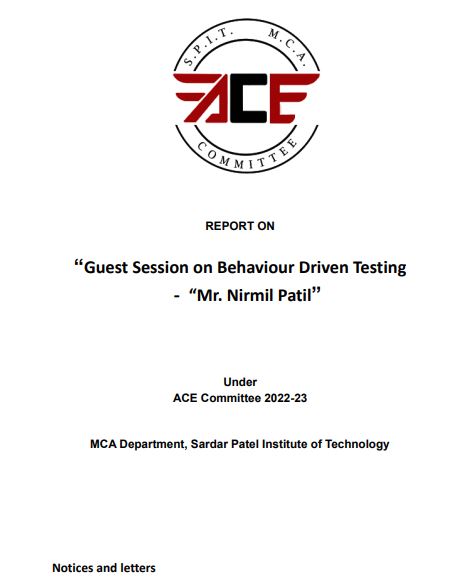 S.P.I.T. M.C.A.
ACE
COMMITTEE
REPORT ON
“Guest Session on Behaviour Driven Testing
- “Mr. Nirmil Patil”
Under
ACE Committee 2022-23
MCA Department, Sardar Patel Institute of Technology
Notices and letters